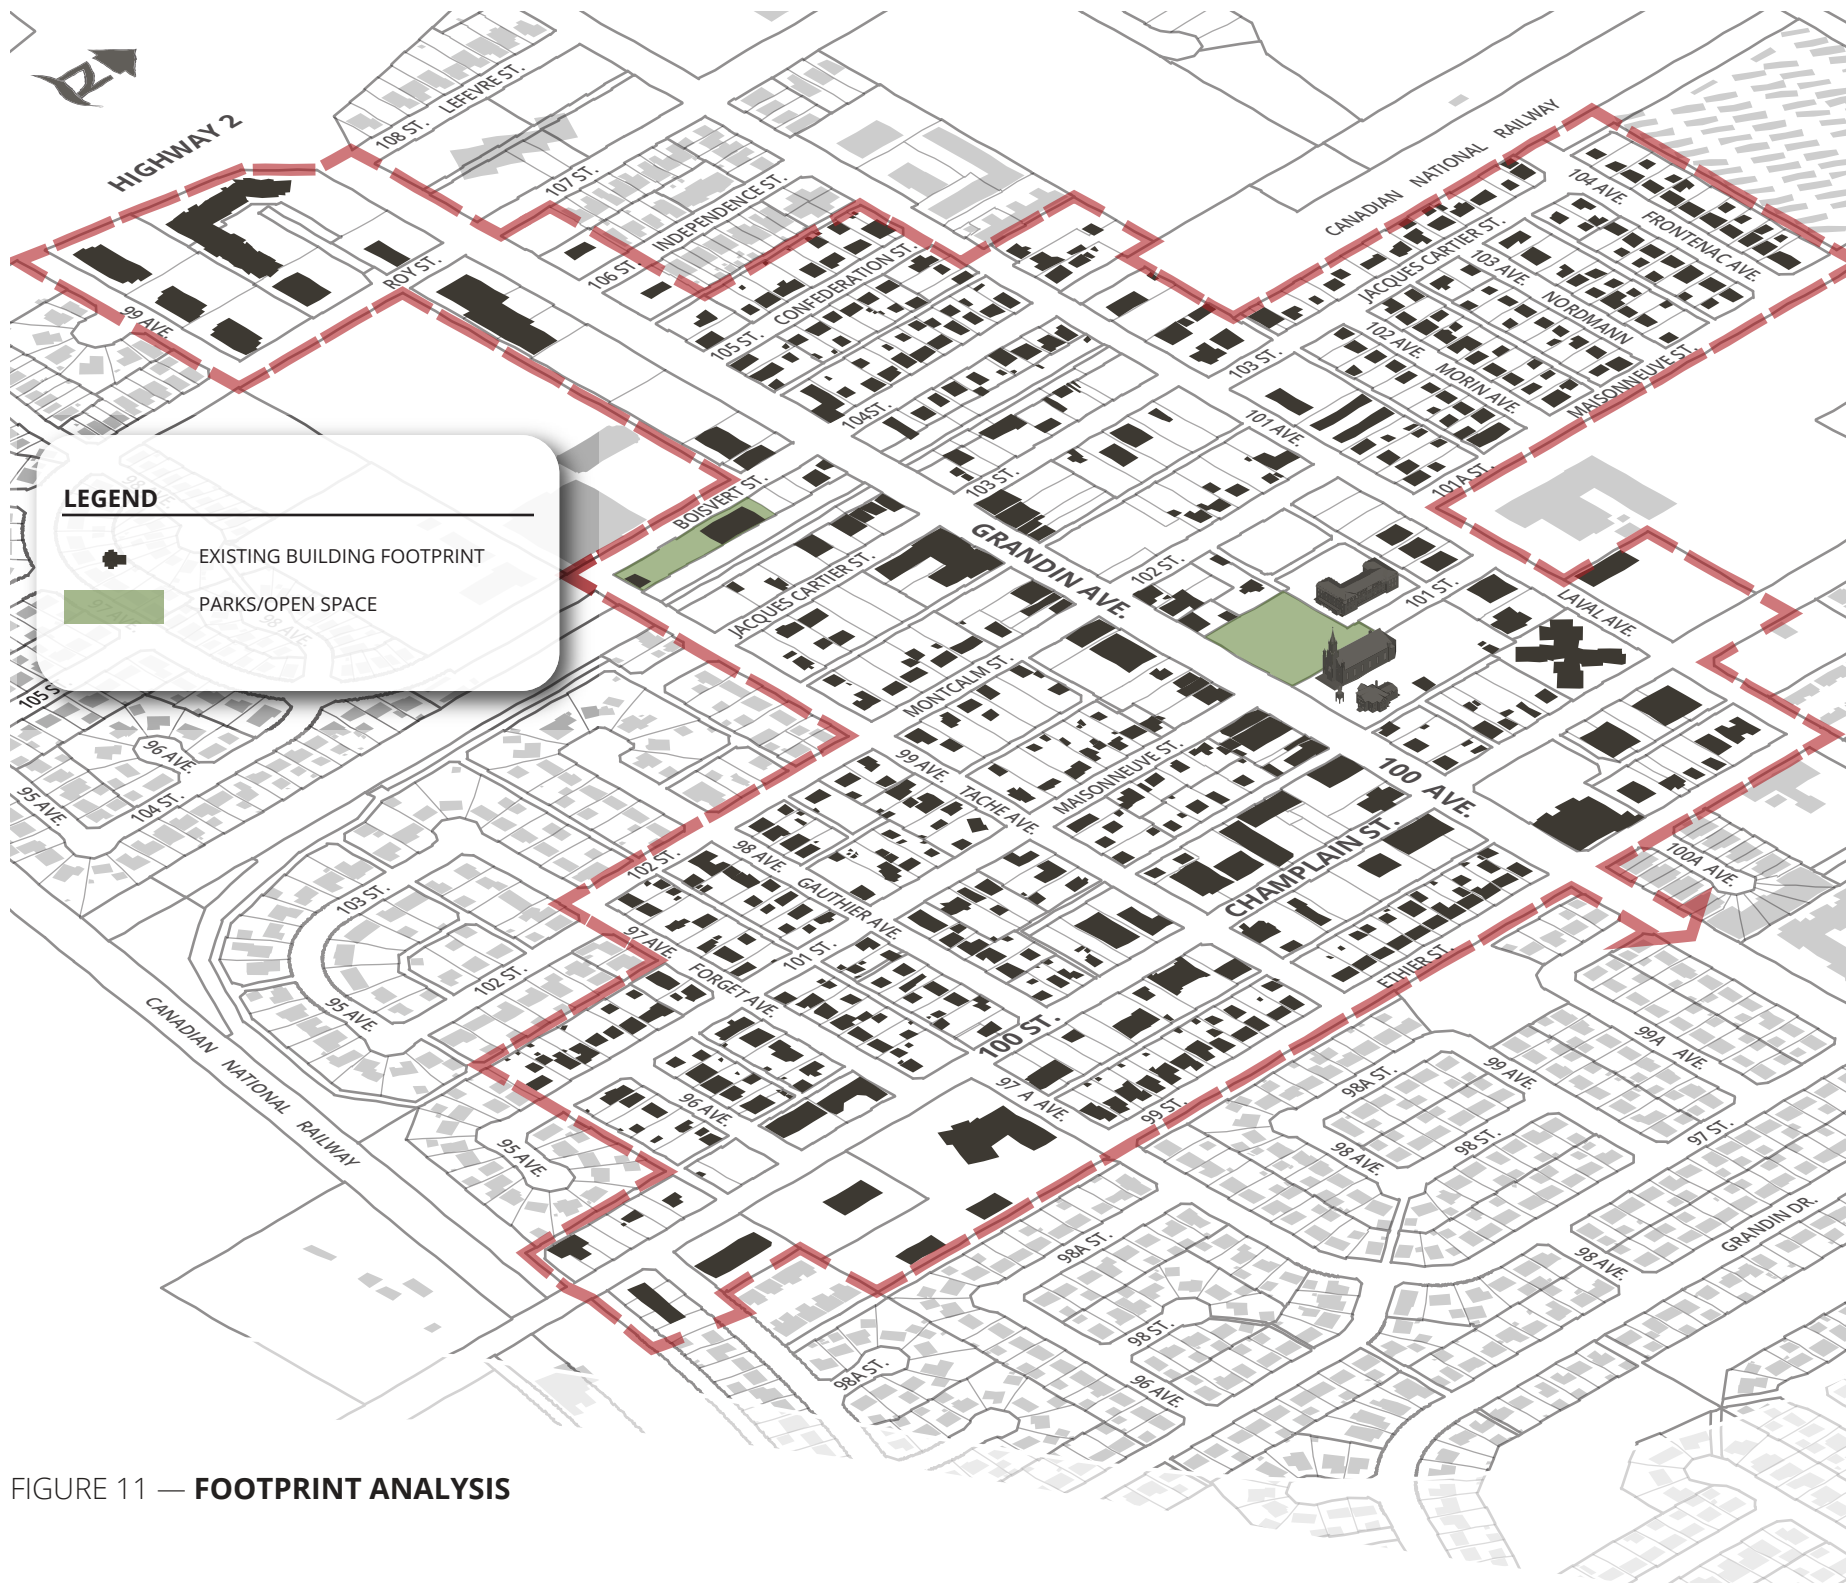 HIGHWAY 2
108 ST.
LEFEVRE ST.
107 ST.
INDEPENDENCE ST.
106 ST.
ROY ST.
99 AVE.
105 ST.
CONFEDERATION ST.
104 ST.
103 ST.
CANADIAN NATIONAL RAILWAY
104 AVE.
FRONTENAC AVE.
JACQUES CARTIER ST.
103 AVE.
NORDMANN
102 AVE.
MORIN AVE.
MAISONNEUVE ST.
103 ST.
101 AVE.
101A ST.
BOISVERT ST.
GRANDIN AVE.
102 ST.
101 ST.
LAVAL AVE.
JACQUES CARTIER ST.
MONTCALM ST.
99 AVE.
TACHE AVE.
MAISONNEUVE ST.
100 AVE.
CHAMPLAIN ST.
100A AVE.
LEGEND
EXISTING BUILDING FOOTPRINT
PARKS/OPEN SPACE
97 AVE.
98 AVE.
105 S
96 AVE.
95 AVE.
104 ST.
102 ST.
98 AVE.
GAUTHIER AVE.
103 ST.
97 AVE.
FORGET AVE.
101 ST.
102 ST.
95 AVE.
100 ST.
ETHIER ST.
CANADIAN NATIONAL RAILWAY
96 AVE.
97 A AVE.
99 ST.
95 AVE.
98A ST.
99 AVE.
99A AVE.
98 AVE.
98 ST.
97 ST.
GRANDIN DR.
98 AVE.
98A ST.
98 ST.
98A ST.
96 AVE.
FIGURE 11 — FOOTPRINT ANALYSIS